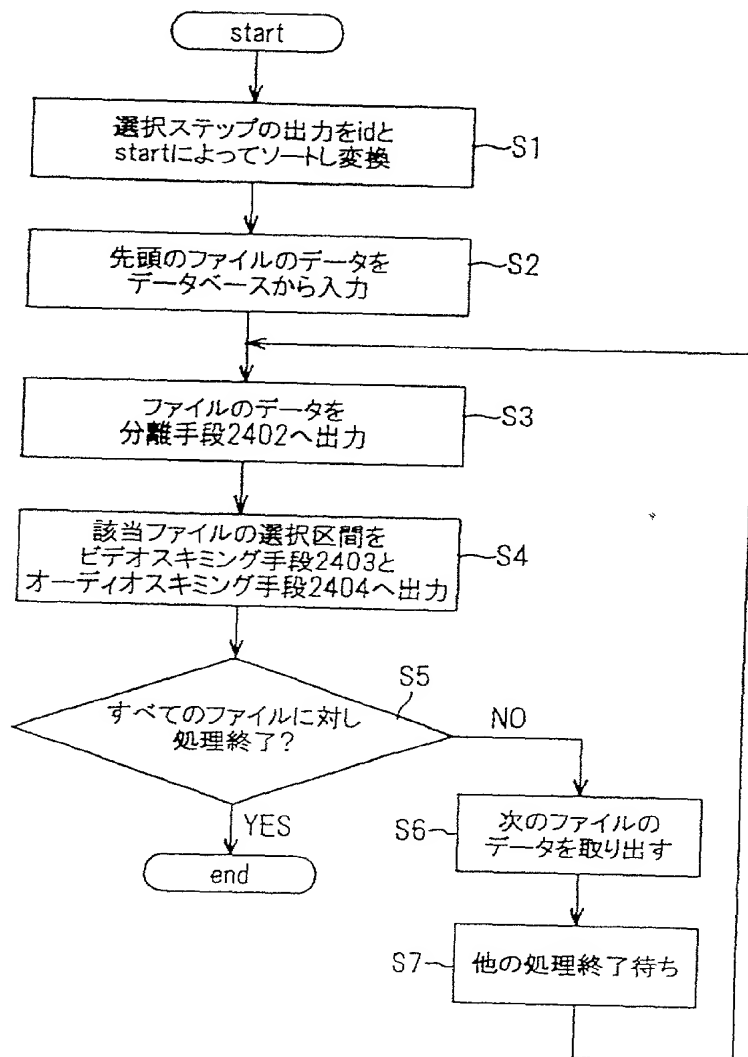 start
選択ステップの出力をidと
startによってソートし変換
S1
先頭のファイルのデータを
データベースから入力
S2
ファイルのデータを
分離手段2402へ出力
S3
該当ファイルの選択区間を
ビデオスキミング手段2403と
オーディオスキミング手段2404へ出力
S4
すべてのファイルに対し
処理終了?
S5
NO
YES
end
次のファイルの
データを取り出す
S6
他の処理終了待ち
S7